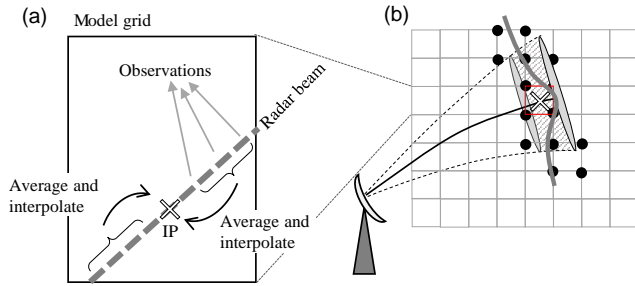 (a)
Model grid
Observations
Radar beam
Average and
interpolate
IP
Average and
interpolate
(b)